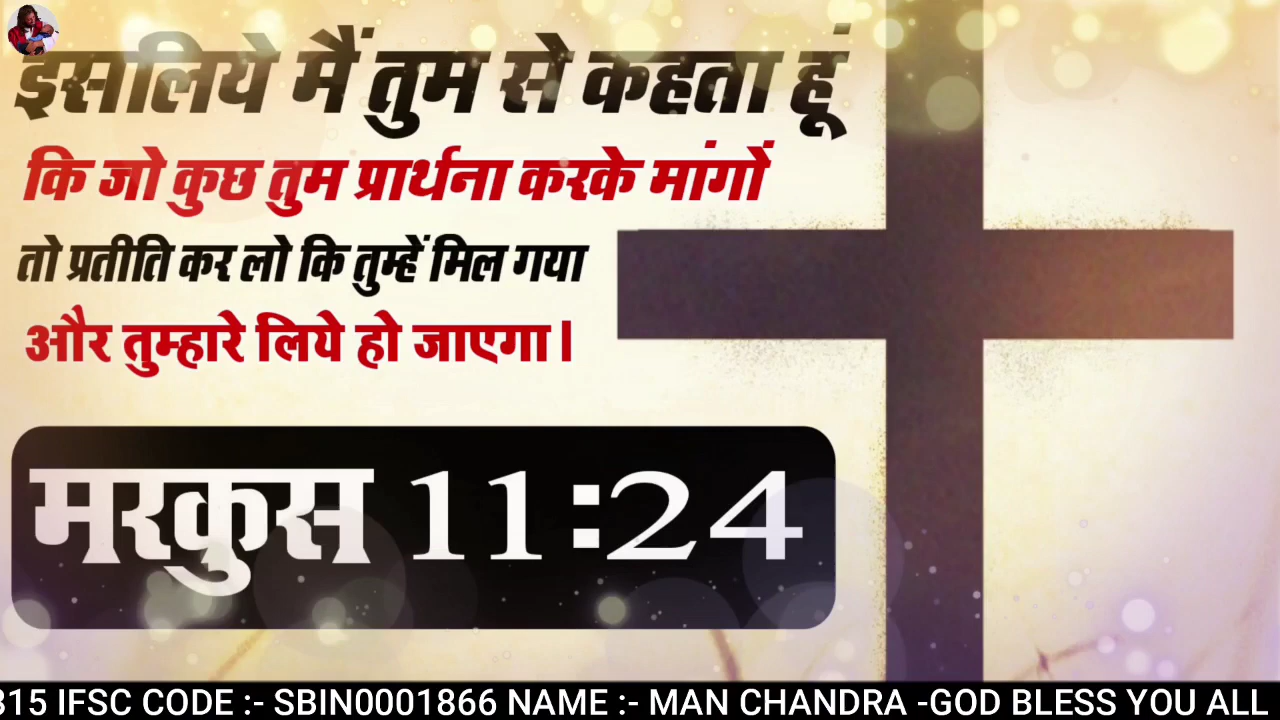 इसलिये मैं तुम से कहता हूं
कि जो कुछ तुम प्रार्थना करके मांगों
तो प्रतीति कर लो कि तुम्हें मिल गया
और तुम्हारे लिये हो जाएगा।
मरकुस 11:24
815 IFSC CODE :- SBIN0001866 NAME :- MAN CHANDRA -GOD BLESS YOU ALL